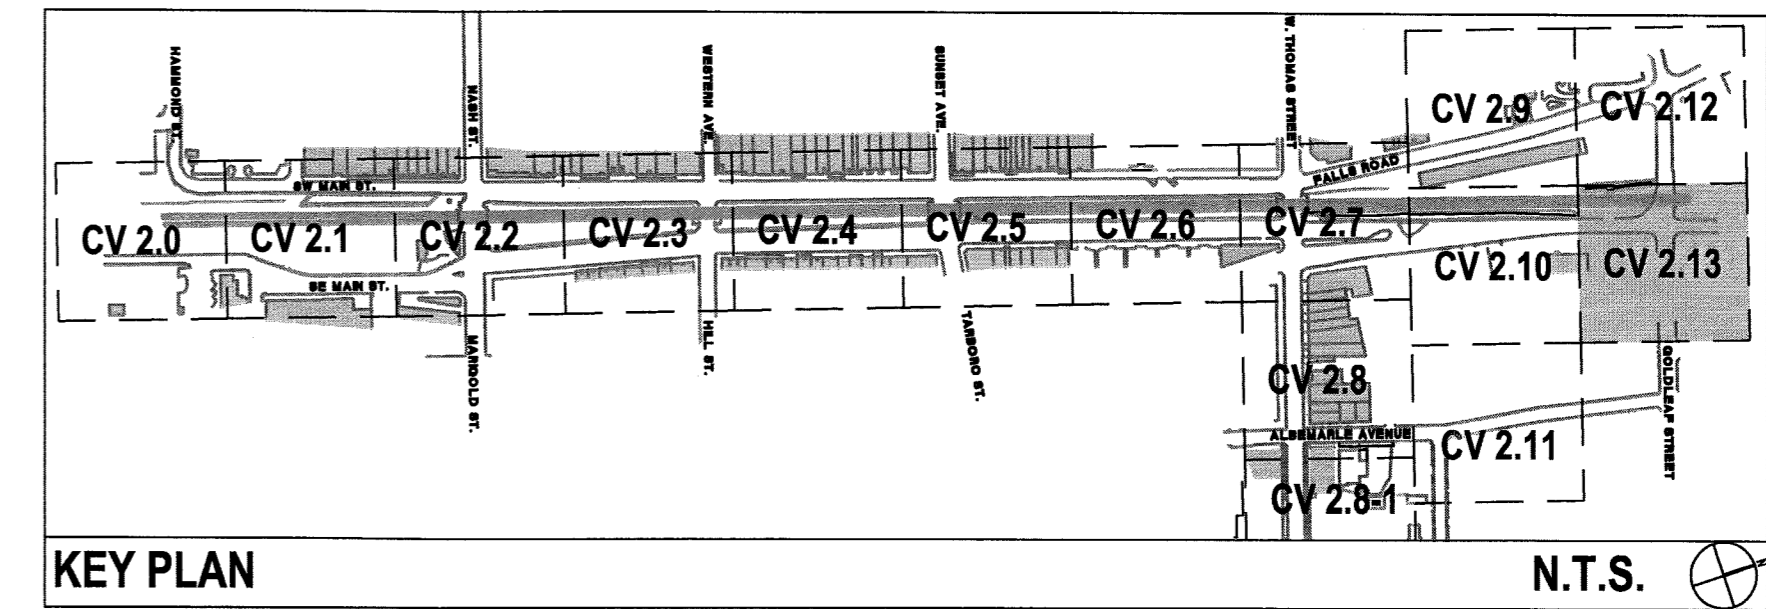 HAMMOND ST.
NASH ST.
WESTERN AVE.
SUNSET AVE.
W. THOMAS STREET
CV 2.9
CV 2.12
FALLS ROAD
SW MAIN ST.
CV 2.0
CV 2.1
CV 2.2
CV 2.3
CV 2.4
CV 2.5
CV 2.6
CV 2.7
CV 2.10
CV 2.13
SE MAIN ST.
MARIGOLD ST.
HILL ST.
TARBORO ST.
GOLDLEAF STREET
CV 2.8
ALBEMARLE AVENUE
CV 2.11
CV 2.8-1
KEY PLAN
N.T.S.
N